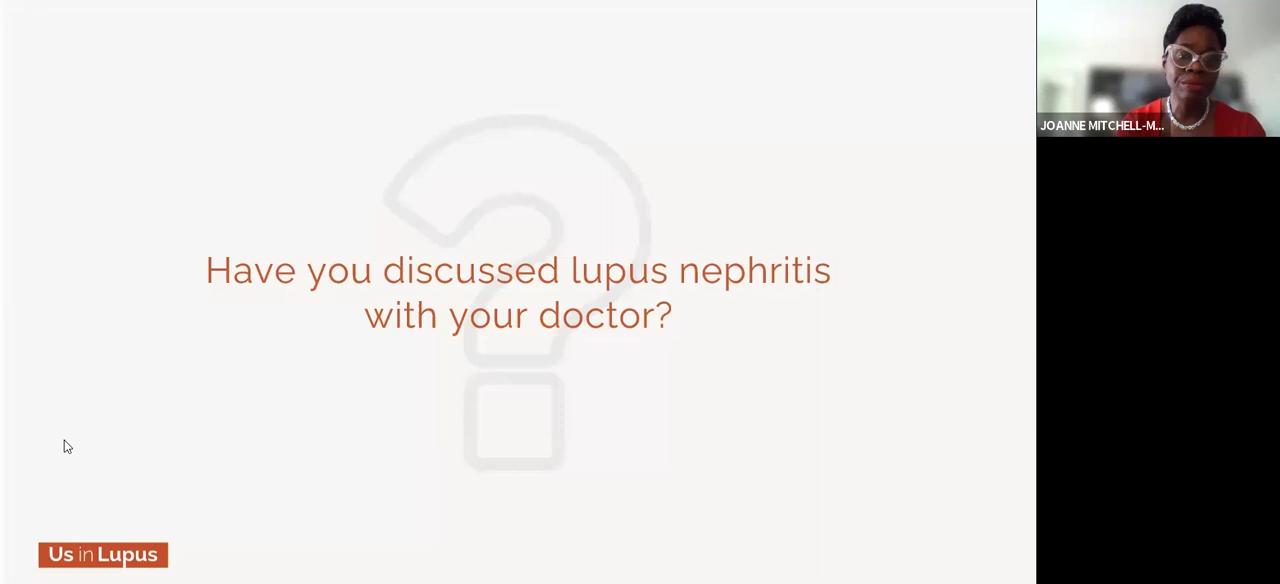 Have you discussed lupus nephritis
with your doctor?
JOANNE MITCHELL-M...
Us in Lupus